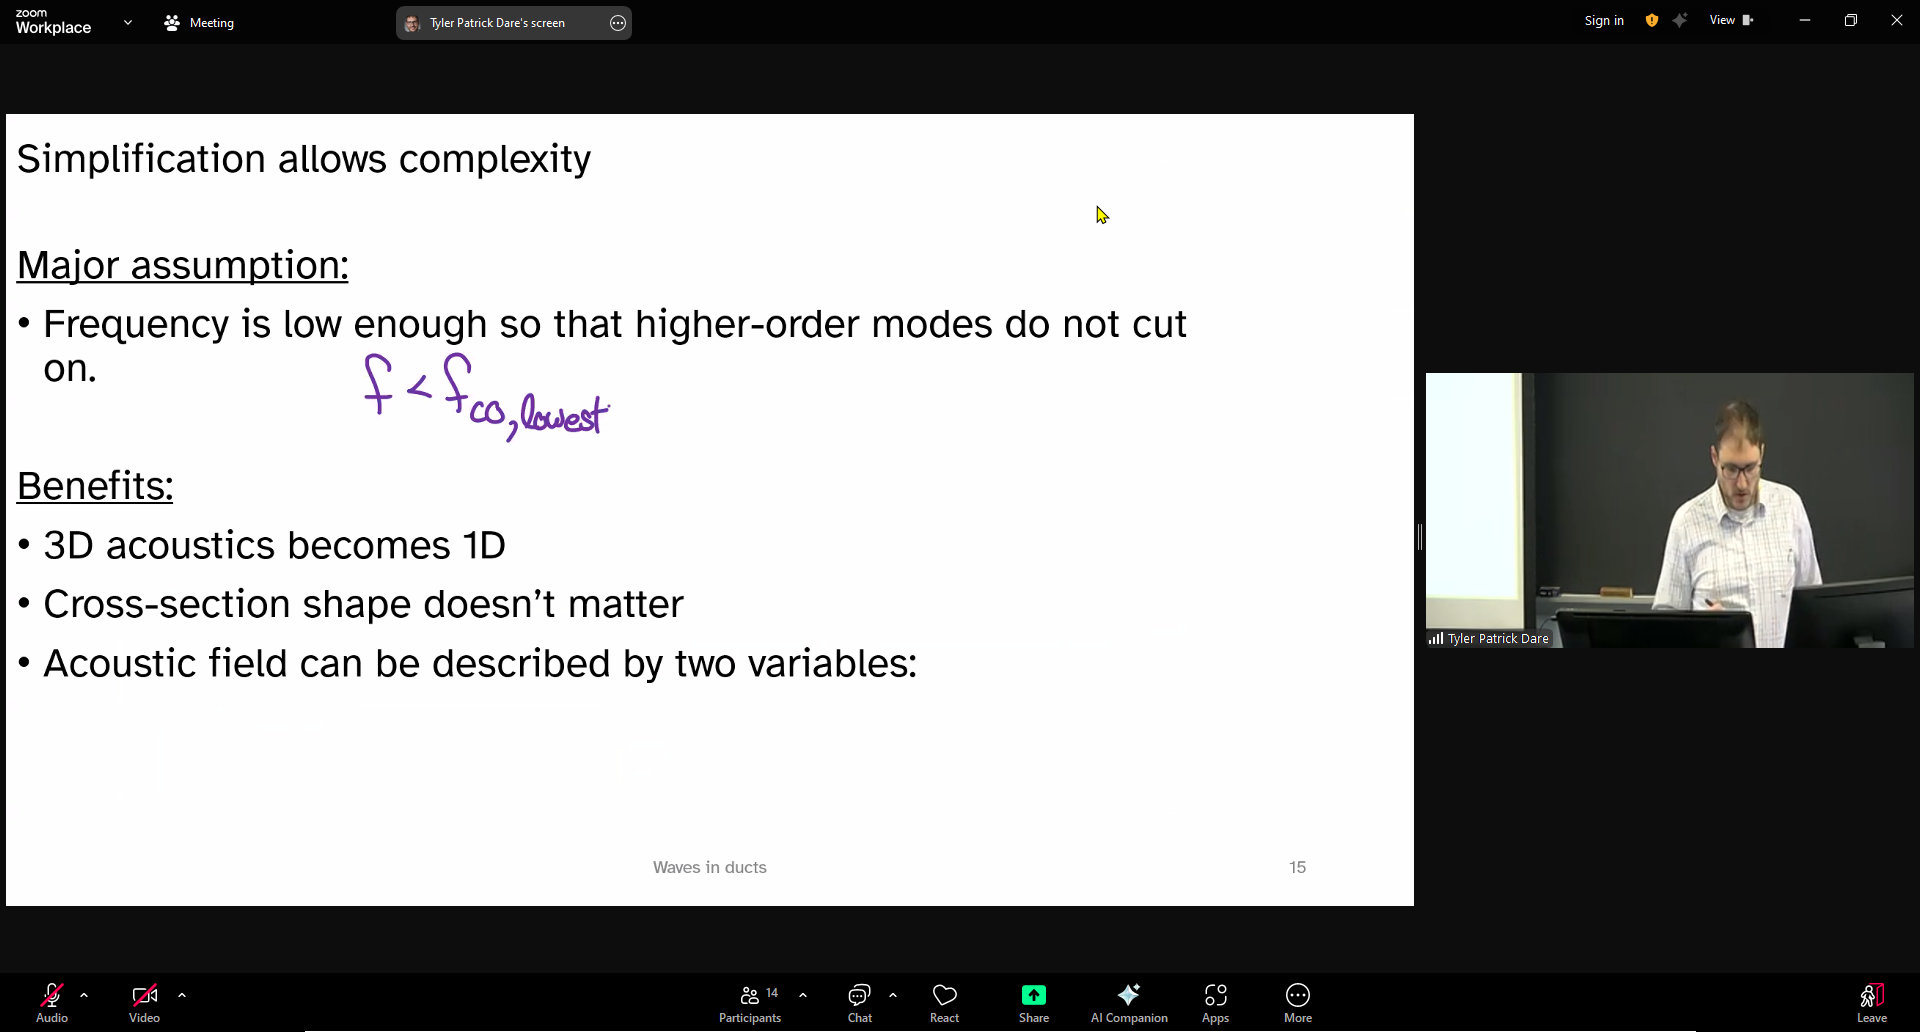 zoom
Workplace
Meeting
Tyler Patrick Dare's screen
Sign in
View
Simplification allows complexity
Major assumption:
• Frequency is low enough so that higher-order modes do not cut
on.
f < f_co, lowest
Benefits:
• 3D acoustics becomes 1D
• Cross-section shape doesn't matter
• Acoustic field can be described by two variables:
Waves in ducts
15
Tyler Patrick Dare
Audio
Video
Participants
14
Chat
React
Share
AI Companion
Apps
More
Leave